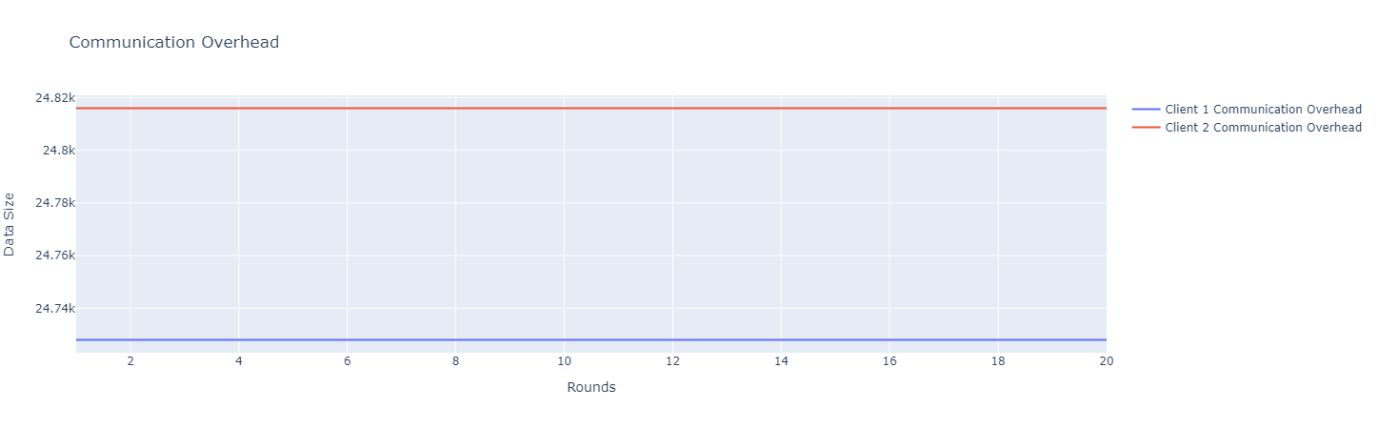 Communication Overhead
24.82k
24.8k
24.78k
24.76k
24.74k
Data Size
2 4 6 8 10 12 14 16 18 20
Rounds
Client 1 Communication Overhead
Client 2 Communication Overhead